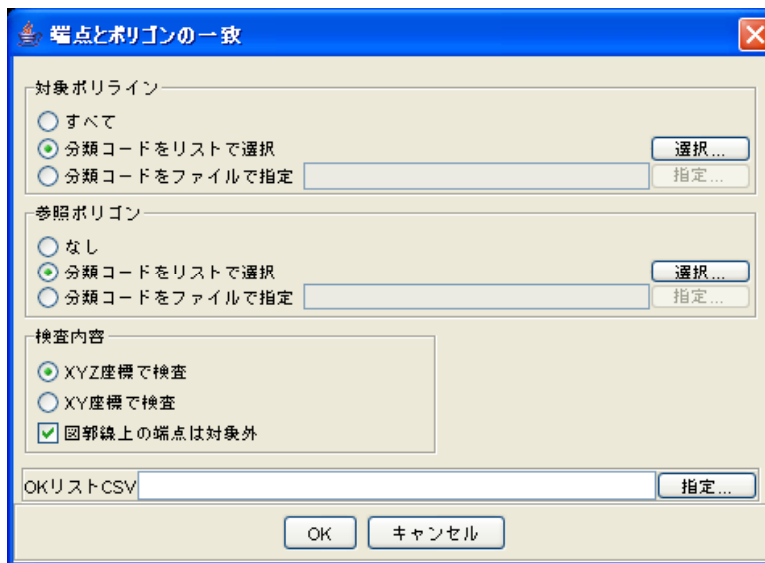 端点とポリゴンの一致
対象ポリライン
すべて
分類コードをリストで選択 選択...
分類コードをファイルで指定 指定...
参照ポリゴン
なし
分類コードをリストで選択 選択...
分類コードをファイルで指定 指定...
検査内容
XYZ座標で検査
XY座標で検査
図郭線上の端点は対象外
OKリストCSV 指定...
OK キャンセル